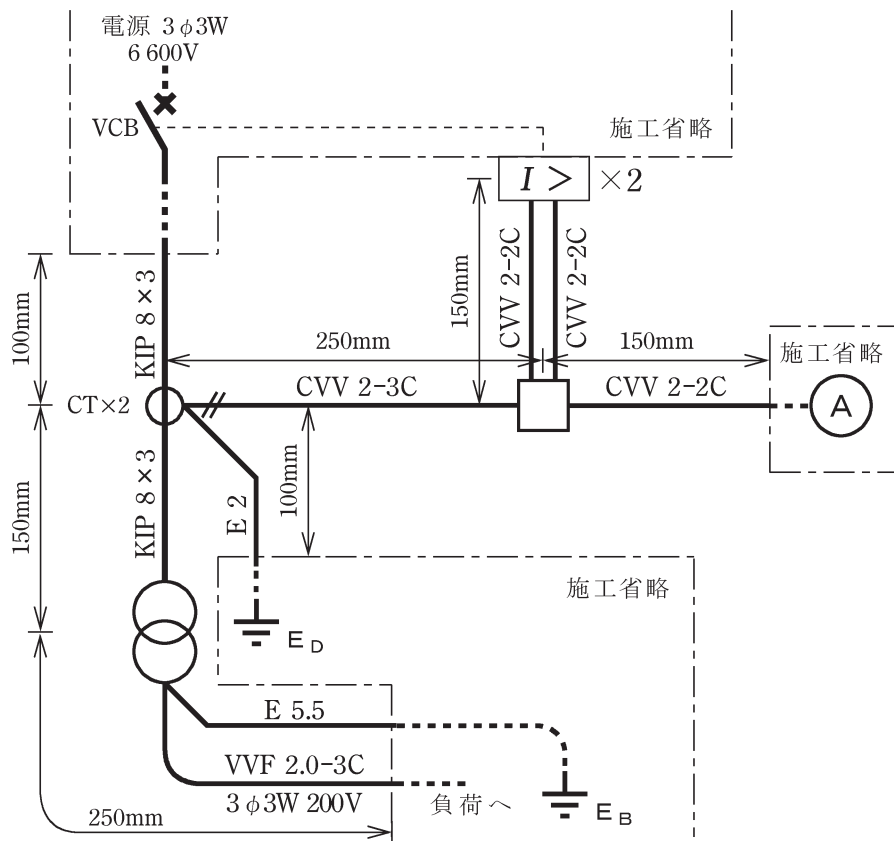 電源 3φ3W
6 600V
VCB
施工省略
I > ×2
100mm
KIP 8×3
150mm
CVV 2-2C
CVV 2-2C
250mm
150mm
施工省略
CT×2
CVV 2-3C
CVV 2-2C
A
150mm
KIP 8×3
E 2
100mm
施工省略
E D
E 5.5
VVF 2.0-3C
3φ3W 200V
負荷へ
E B
250mm